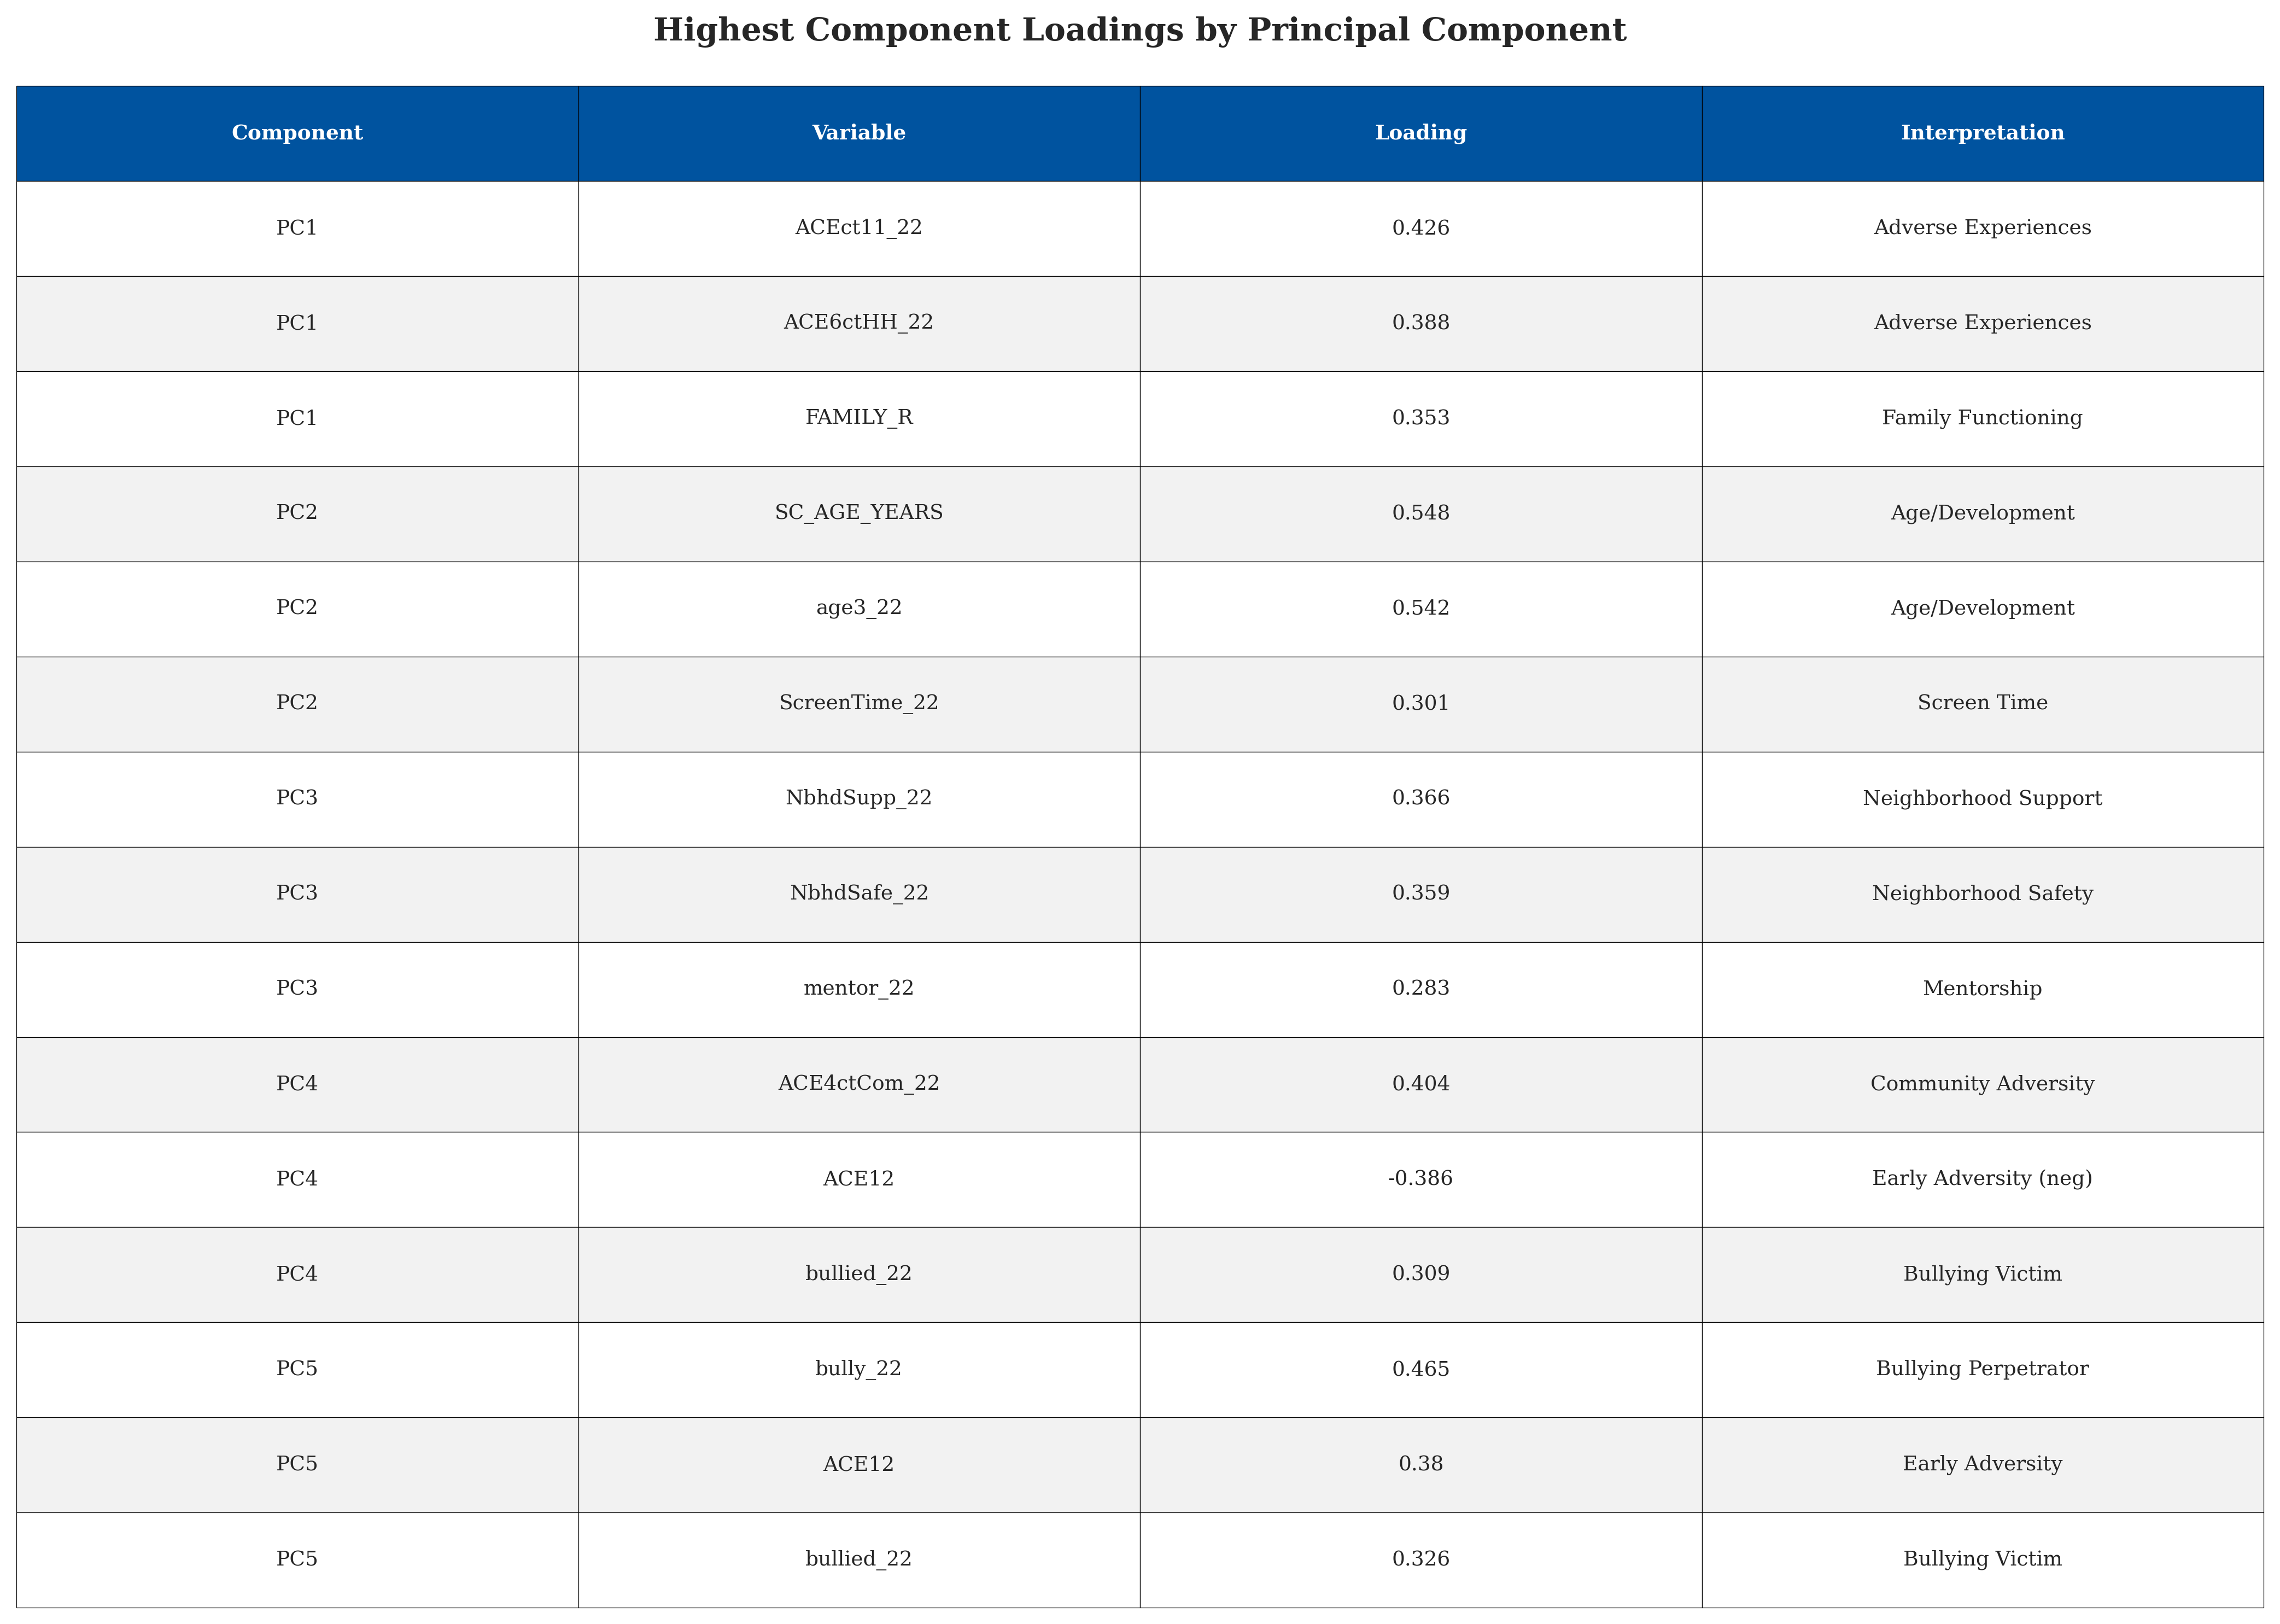 Highest Component Loadings by Principal Component
Component Variable Loading Interpretation
PC1 ACEct11_22 0.426 Adverse Experiences
PC1 ACE6ctHH_22 0.388 Adverse Experiences
PC1 FAMILY_R 0.353 Family Functioning
PC2 SC_AGE_YEARS 0.548 Age/Development
PC2 age3_22 0.542 Age/Development
PC2 ScreenTime_22 0.301 Screen Time
PC3 NbhdSupp_22 0.366 Neighborhood Support
PC3 NbhdSafe_22 0.359 Neighborhood Safety
PC3 mentor_22 0.283 Mentorship
PC4 ACE4ctCom_22 0.404 Community Adversity
PC4 ACE12 -0.386 Early Adversity (neg)
PC4 bullied_22 0.309 Bullying Victim
PC5 bully_22 0.465 Bullying Perpetrator
PC5 ACE12 0.38 Early Adversity
PC5 bullied_22 0.326 Bullying Victim